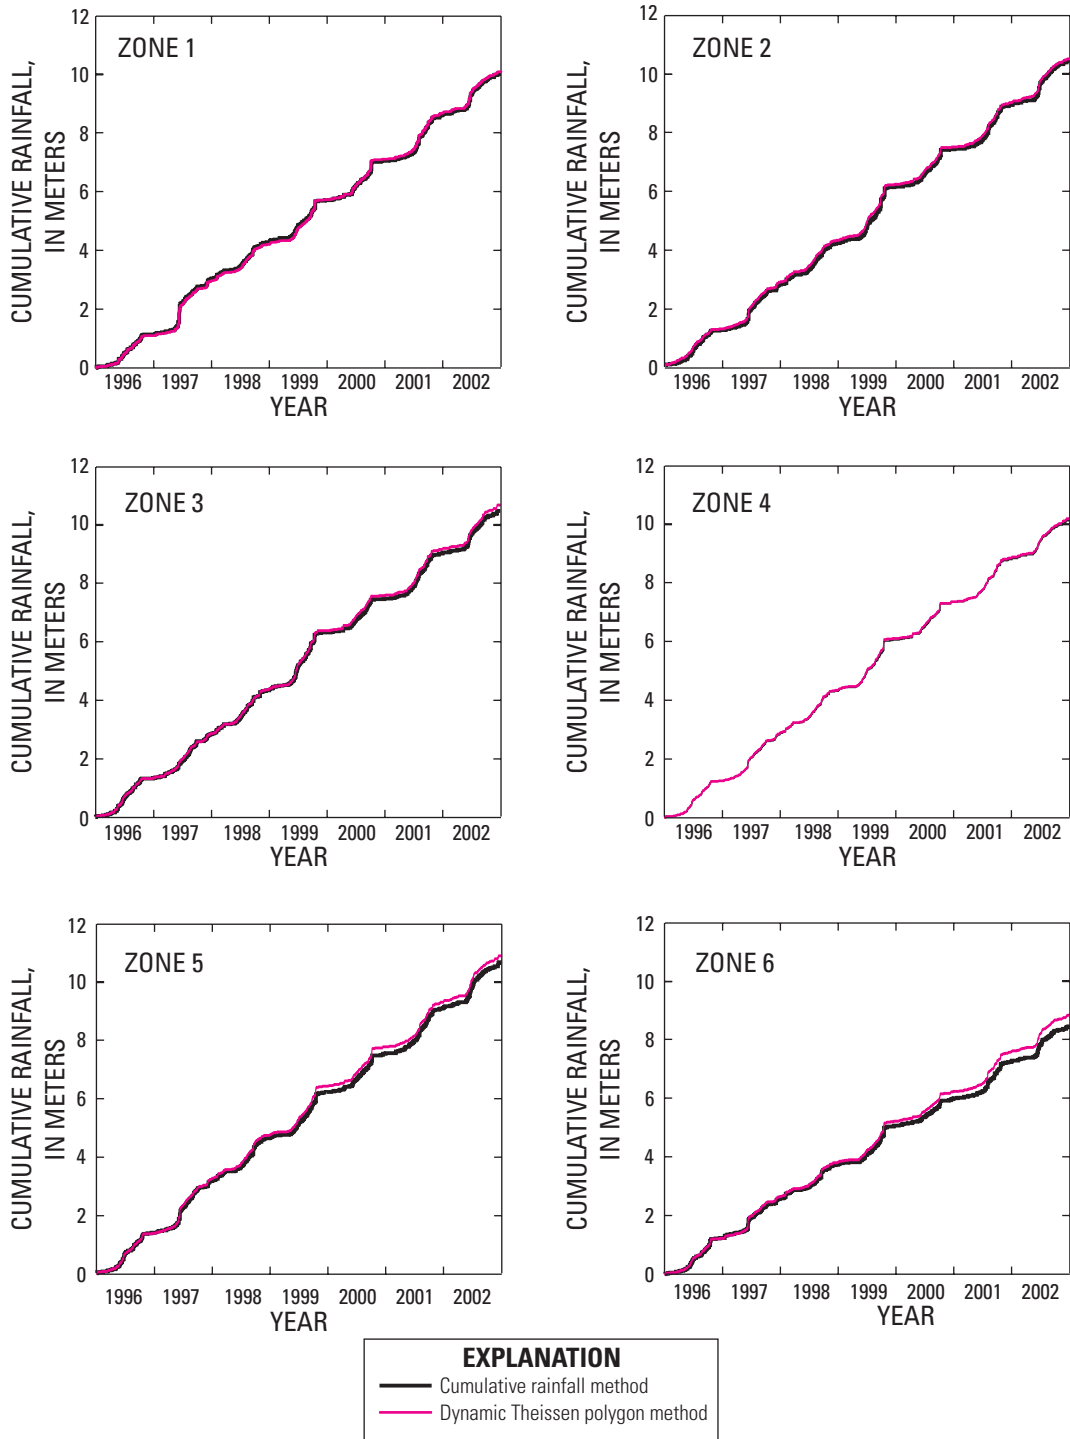 ZONE 1
CUMULATIVE RAINFALL,
IN METERS
12
10
8
6
4
2
0
1996 1997 1998 1999 2000 2001 2002
YEAR
ZONE 2
CUMULATIVE RAINFALL,
IN METERS
12
10
8
6
4
2
0
1996 1997 1998 1999 2000 2001 2002
YEAR
ZONE 3
CUMULATIVE RAINFALL,
IN METERS
12
10
8
6
4
2
0
1996 1997 1998 1999 2000 2001 2002
YEAR
ZONE 4
CUMULATIVE RAINFALL,
IN METERS
12
10
8
6
4
2
0
1996 1997 1998 1999 2000 2001 2002
YEAR
ZONE 5
CUMULATIVE RAINFALL,
IN METERS
12
10
8
6
4
2
0
1996 1997 1998 1999 2000 2001 2002
YEAR
ZONE 6
CUMULATIVE RAINFALL,
IN METERS
12
10
8
6
4
2
0
1996 1997 1998 1999 2000 2001 2002
YEAR
EXPLANATION
Cumulative rainfall method
Dynamic Theissen polygon method